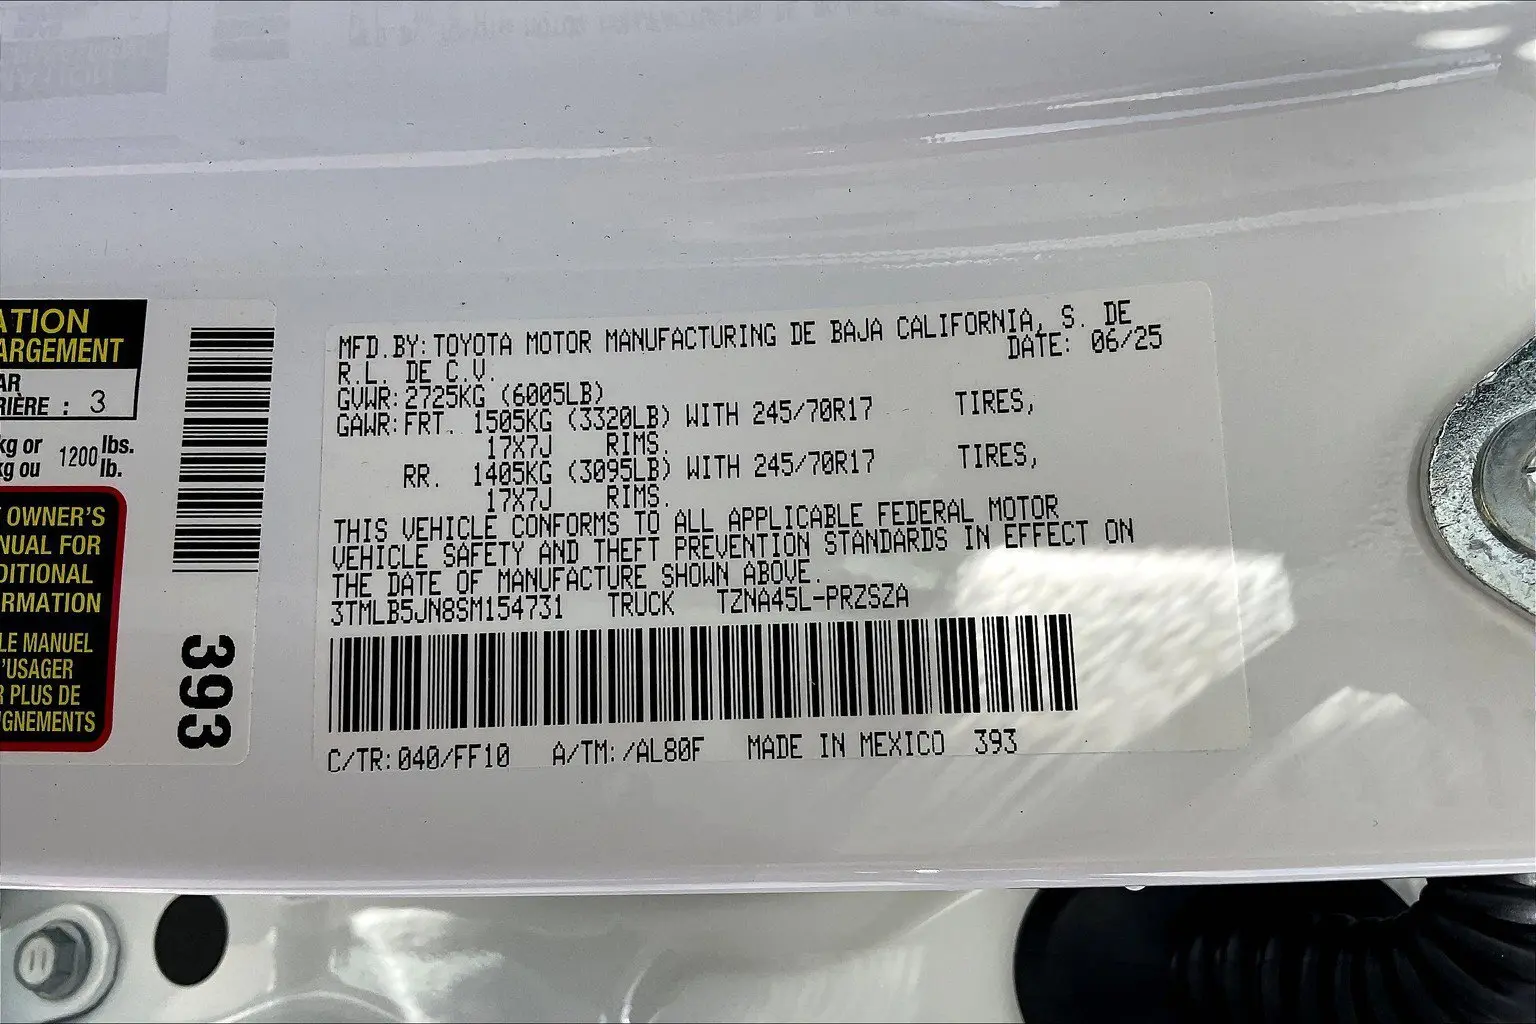 ATION
ARGEMENT
AR
RIÈRE : 3
kg or 1200 lbs.
kg ou lb.
OWNER'S
NUAL FOR
DITIONAL
RMATION
LE MANUEL
'USAGER
R PLUS DE
IGNEMENTS
393
MFD.BY:TOYOTA MOTOR MANUFACTURING DE BAJA CALIFORNIA, S. DE
R.L. DE C.V. DATE: 06/25
GVWR:2725KG (6005LB)
GAWR:FRT. 1505KG (3320LB) WITH 245/70R17 TIRES,
17X7J RIMS.
RR. 1405KG (3095LB) WITH 245/70R17 TIRES,
17X7J RIMS.
THIS VEHICLE CONFORMS TO ALL APPLICABLE FEDERAL MOTOR
VEHICLE SAFETY AND THEFT PREVENTION STANDARDS IN EFFECT ON
THE DATE OF MANUFACTURE SHOWN ABOVE.
3TMLB5JN8SM154731 TRUCK TZNA45L-PRZSZA
C/TR:040/FF10 A/TM:/AL80F MADE IN MEXICO 393